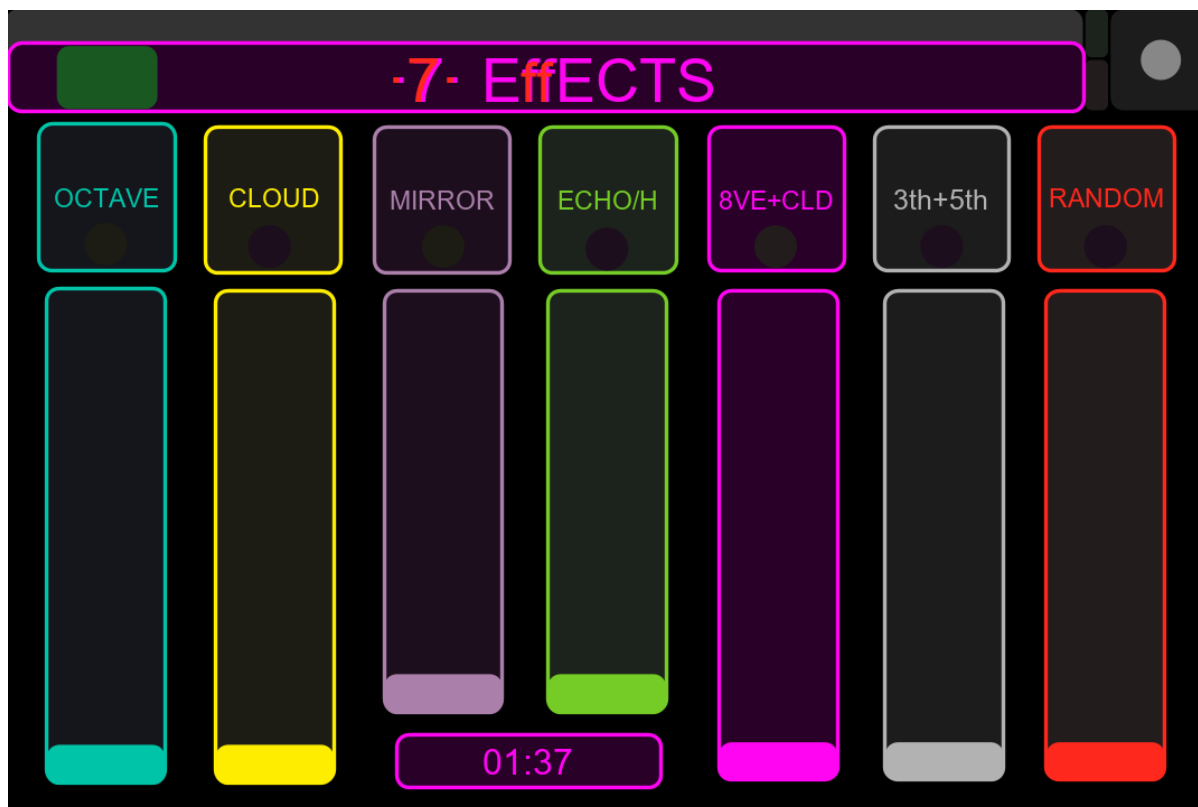 -7- EffECTS
OCTAVE CLOUD MIRROR ECHO/H 8VE+CLD 3th+5th RANDOM
01:37